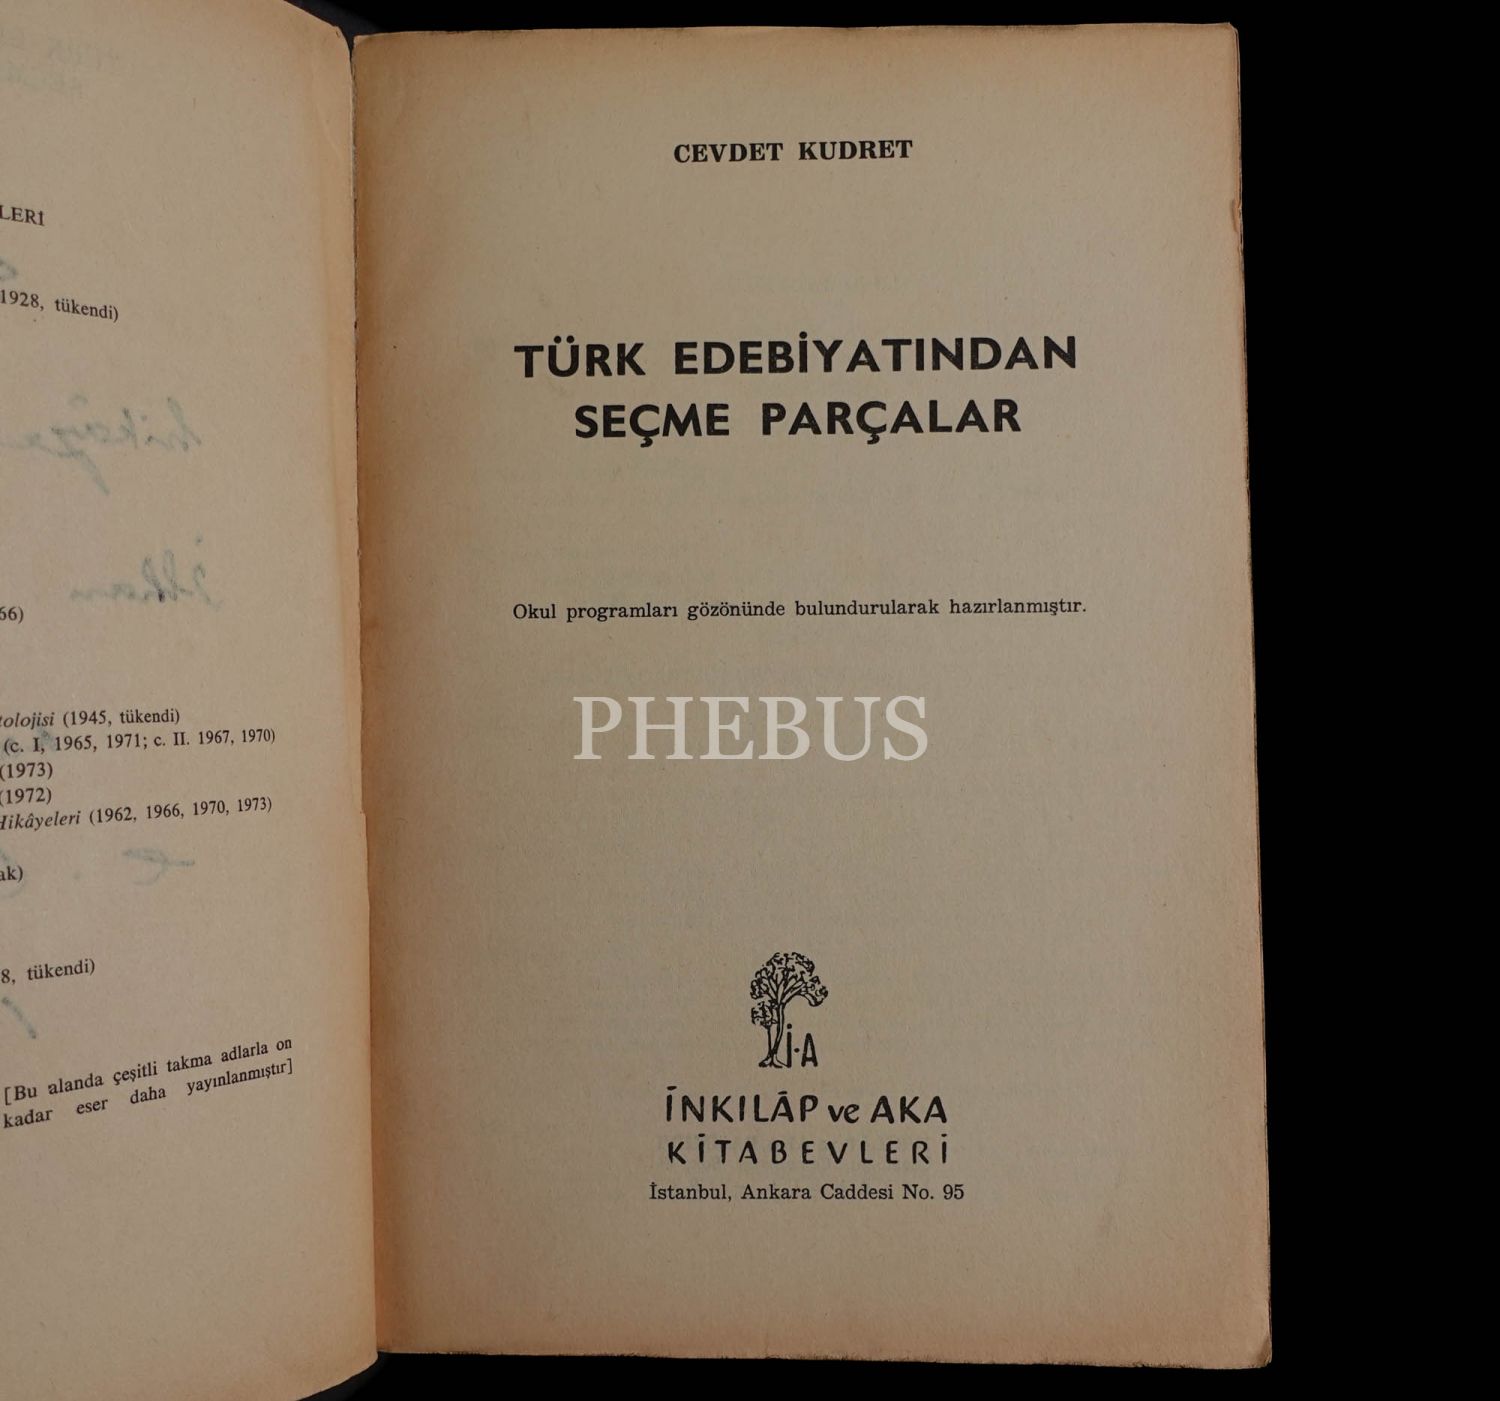 LERİ
1928, tükendi)
66)
tolojisi (1945, tükendi)
(c. I, 1965, 1971; c. II. 1967, 1970)
(1973)
(1972)
Hikâyeleri (1962, 1966, 1970, 1973)
ak)
8, tükendi)
[Bu alanda çeşitli takma adlarla on
kadar eser daha yayınlanmıştır]
CEVDET KUDRET
TÜRK EDEBİYATINDAN
SEÇME PARÇALAR
Okul programları gözönünde bulundurularak hazırlanmıştır.
PHEBUS
İ·A
İNKILÂP ve AKA
KİTABEVLERİ
İstanbul, Ankara Caddesi No. 95